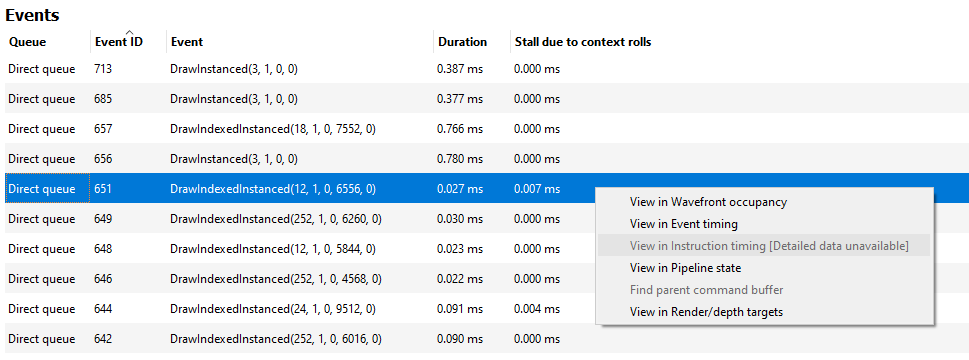 Events
Queue Event ID Event Duration Stall due to context rolls
Direct queue 713 DrawInstanced(3, 1, 0, 0) 0.387 ms 0.000 ms
Direct queue 685 DrawInstanced(3, 1, 0, 0) 0.377 ms 0.000 ms
Direct queue 657 DrawIndexedInstanced(18, 1, 0, 7552, 0) 0.766 ms 0.000 ms
Direct queue 656 DrawInstanced(3, 1, 0, 0) 0.780 ms 0.000 ms
Direct queue 651 DrawIndexedInstanced(12, 1, 0, 6556, 0) 0.027 ms 0.007 ms
Direct queue 649 DrawIndexedInstanced(252, 1, 0, 6260, 0) 0.030 ms 0.000 ms
Direct queue 648 DrawIndexedInstanced(12, 1, 0, 5844, 0) 0.023 ms 0.000 ms
Direct queue 646 DrawIndexedInstanced(252, 1, 0, 4568, 0) 0.022 ms 0.000 ms
Direct queue 644 DrawIndexedInstanced(24, 1, 0, 9512, 0) 0.091 ms 0.004 ms
Direct queue 642 DrawIndexedInstanced(252, 1, 0, 6016, 0) 0.090 ms 0.000 ms
View in Wavefront occupancy
View in Event timing
View in Instruction timing [Detailed data unavailable]
View in Pipeline state
Find parent command buffer
View in Render/depth targets